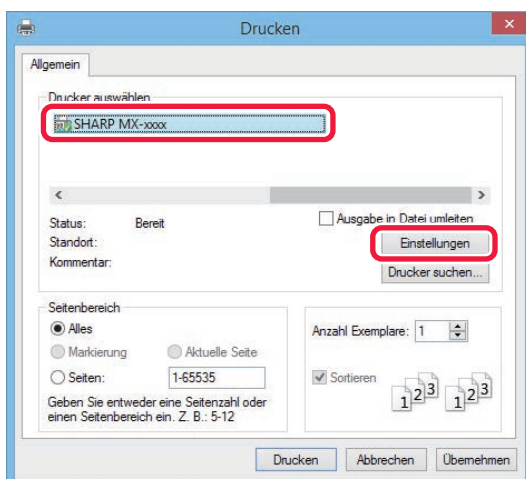 Drucken
Allgemein
Drucker auswählen
SHARP MX-xxxx
Status: Bereit
Ausgabe in Datei umleiten
Standort:
Einstellungen
Kommentar:
Drucker suchen...
Seitenbereich
Alles
Markierung Aktuelle Seite
Seiten: 1-65535
Geben Sie entweder eine Seitenzahl oder
einen Seitenbereich ein. Z. B.: 5-12
Anzahl Exemplare: 1
Sortieren
1 2 3 1 2 3
Drucken Abbrechen Übernehmen